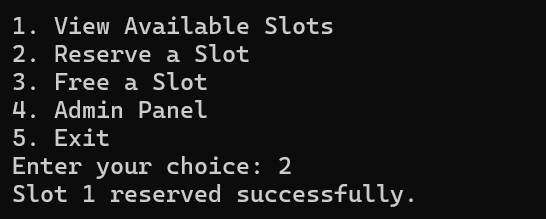 1. View Available Slots
2. Reserve a Slot
3. Free a Slot
4. Admin Panel
5. Exit
Enter your choice: 2
Slot 1 reserved successfully.